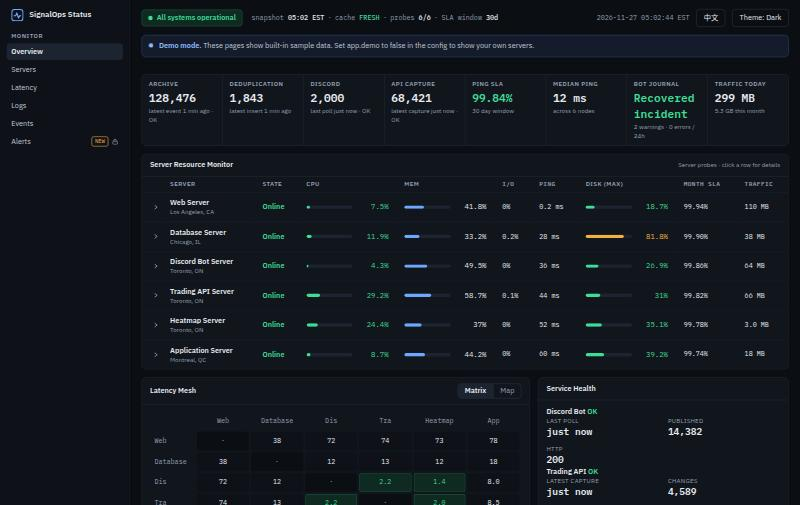 SignalOps Status
MONITOR
Overview
Servers
Latency
Logs
Events
Alerts NEW
All systems operational snapshot 05:02 EST · cache FRESH · probes 6/6 · SLA window 30d 2026-11-27 05:02:44 EST 中文 Theme: Dark
Demo mode. These pages show built-in sample data. Set app.demo to false in the config to show your own servers.
ARCHIVE
128,476
latest event 1 min ago · OK
DEDUPLICATION
1,843
latest insert 1 min ago
DISCORD
2,000
last poll just now · OK
API CAPTURE
68,421
latest capture just now · OK
PING SLA
99.84%
30 day window
MEDIAN PING
12 ms
across 6 nodes
BOT JOURNAL
Recovered incident
2 warnings · 0 errors / 24h
TRAFFIC TODAY
299 MB
5.3 GB this month
Server Resource Monitor Server probes · click a row for details
SERVER STATE CPU MEM I/O PING DISK (MAX) MONTH SLA TRAFFIC
Web Server Online 7.5% 41.8% 0% 0.2 ms 18.7% 99.94% 110 MB
Los Angeles, CA
Database Server Online 11.9% 33.2% 0.2% 28 ms 81.8% 99.90% 38 MB
Chicago, IL
Discord Bot Server Online 4.3% 49.5% 0% 36 ms 26.9% 99.86% 64 MB
Toronto, ON
Trading API Server Online 29.2% 58.7% 0.1% 44 ms 31% 99.82% 66 MB
Toronto, ON
Heatmap Server Online 24.4% 37% 0% 52 ms 35.1% 99.78% 3.0 MB
Toronto, ON
Application Server Online 8.7% 44.2% 0% 60 ms 39.2% 99.74% 18 MB
Montreal, QC
Latency Mesh Matrix Map
Web Database Dis Tra Heatmap App
Web · 38 72 74 73 78
Database 38 · 12 13 12 18
Dis 72 12 · 2.2 1.4 8.0
Tra 74 13 2.2 · 2.0 8.5
Service Health
Discord Bot OK
LAST POLL PUBLISHED
just now 14,382
HTTP
200
Trading API OK
LATEST CAPTURE CHANGES
just now 4,589